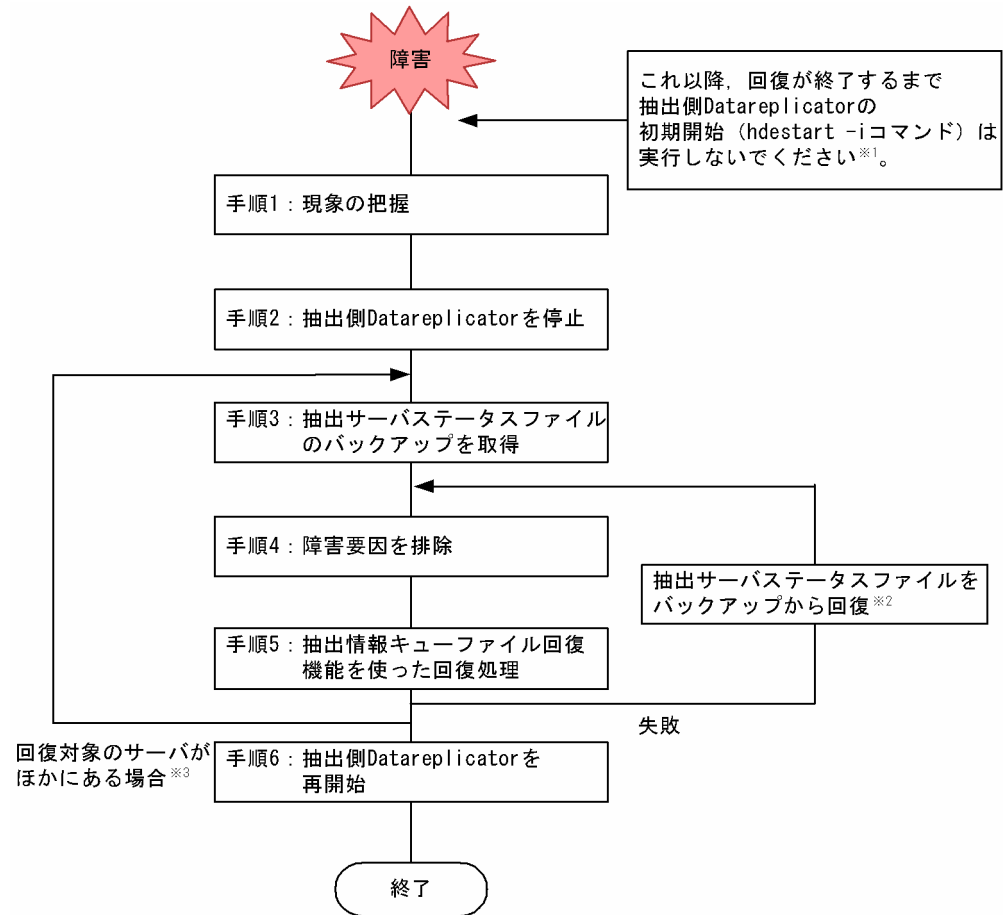 障害
これ以降，回復が終了するまで
抽出側Datareplicatorの
初期開始（hdestart -iコマンド）は
実行しないでください※1。
手順1：現象の把握
手順2：抽出側Datareplicatorを停止
手順3：抽出サーバステータスファイル
のバックアップを取得
手順4：障害要因を排除
抽出サーバステータスファイルを
バックアップから回復※2
手順5：抽出情報キューファイル回復
機能を使った回復処理
失敗
回復対象のサーバが
ほかにある場合※3
手順6：抽出側Datareplicatorを
再開始
終了